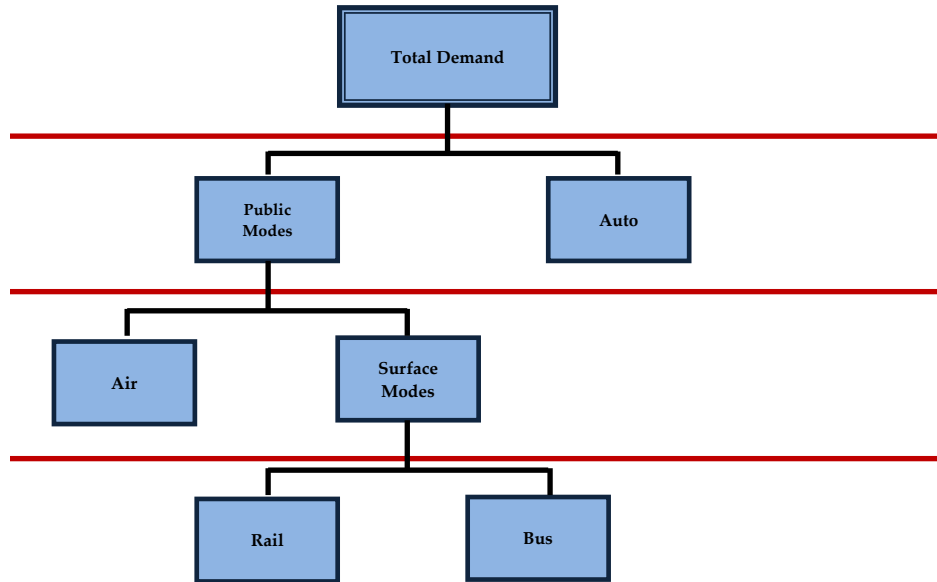 Total Demand
Public
Modes
Auto
Air
Surface
Modes
Rail
Bus